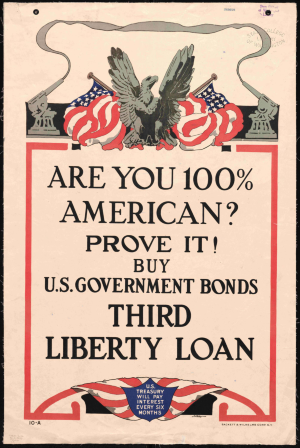 ARE YOU 100%
AMERICAN?
PROVE IT!
BUY
U.S. GOVERNMENT BONDS
THIRD
LIBERTY LOAN
U.S.
TREASURY
WILL PAY
INTEREST
EVERY SIX
MONTHS
10-A